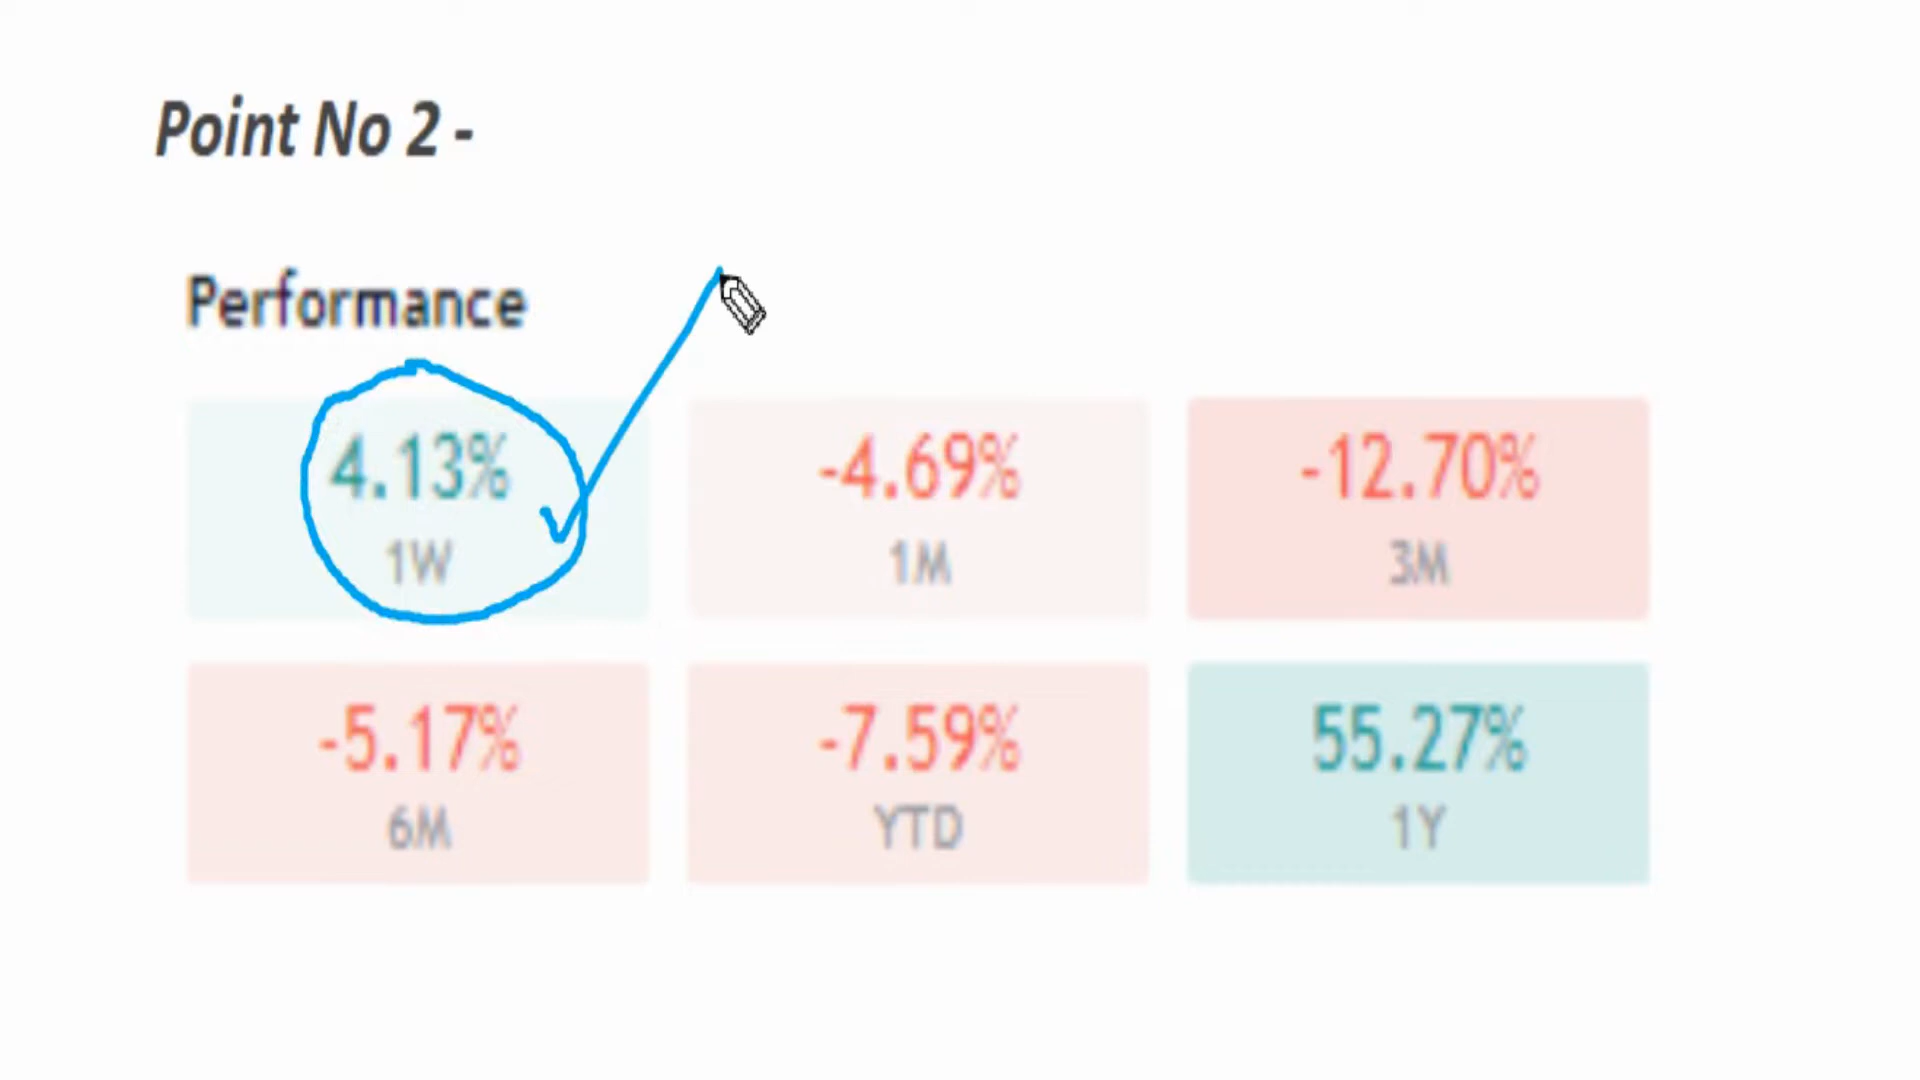 Point No 2 -
Performance
4.13% -4.69% -12.70%
1W 1M 3M
-5.17% -7.59% 55.27%
6M YTD 1Y